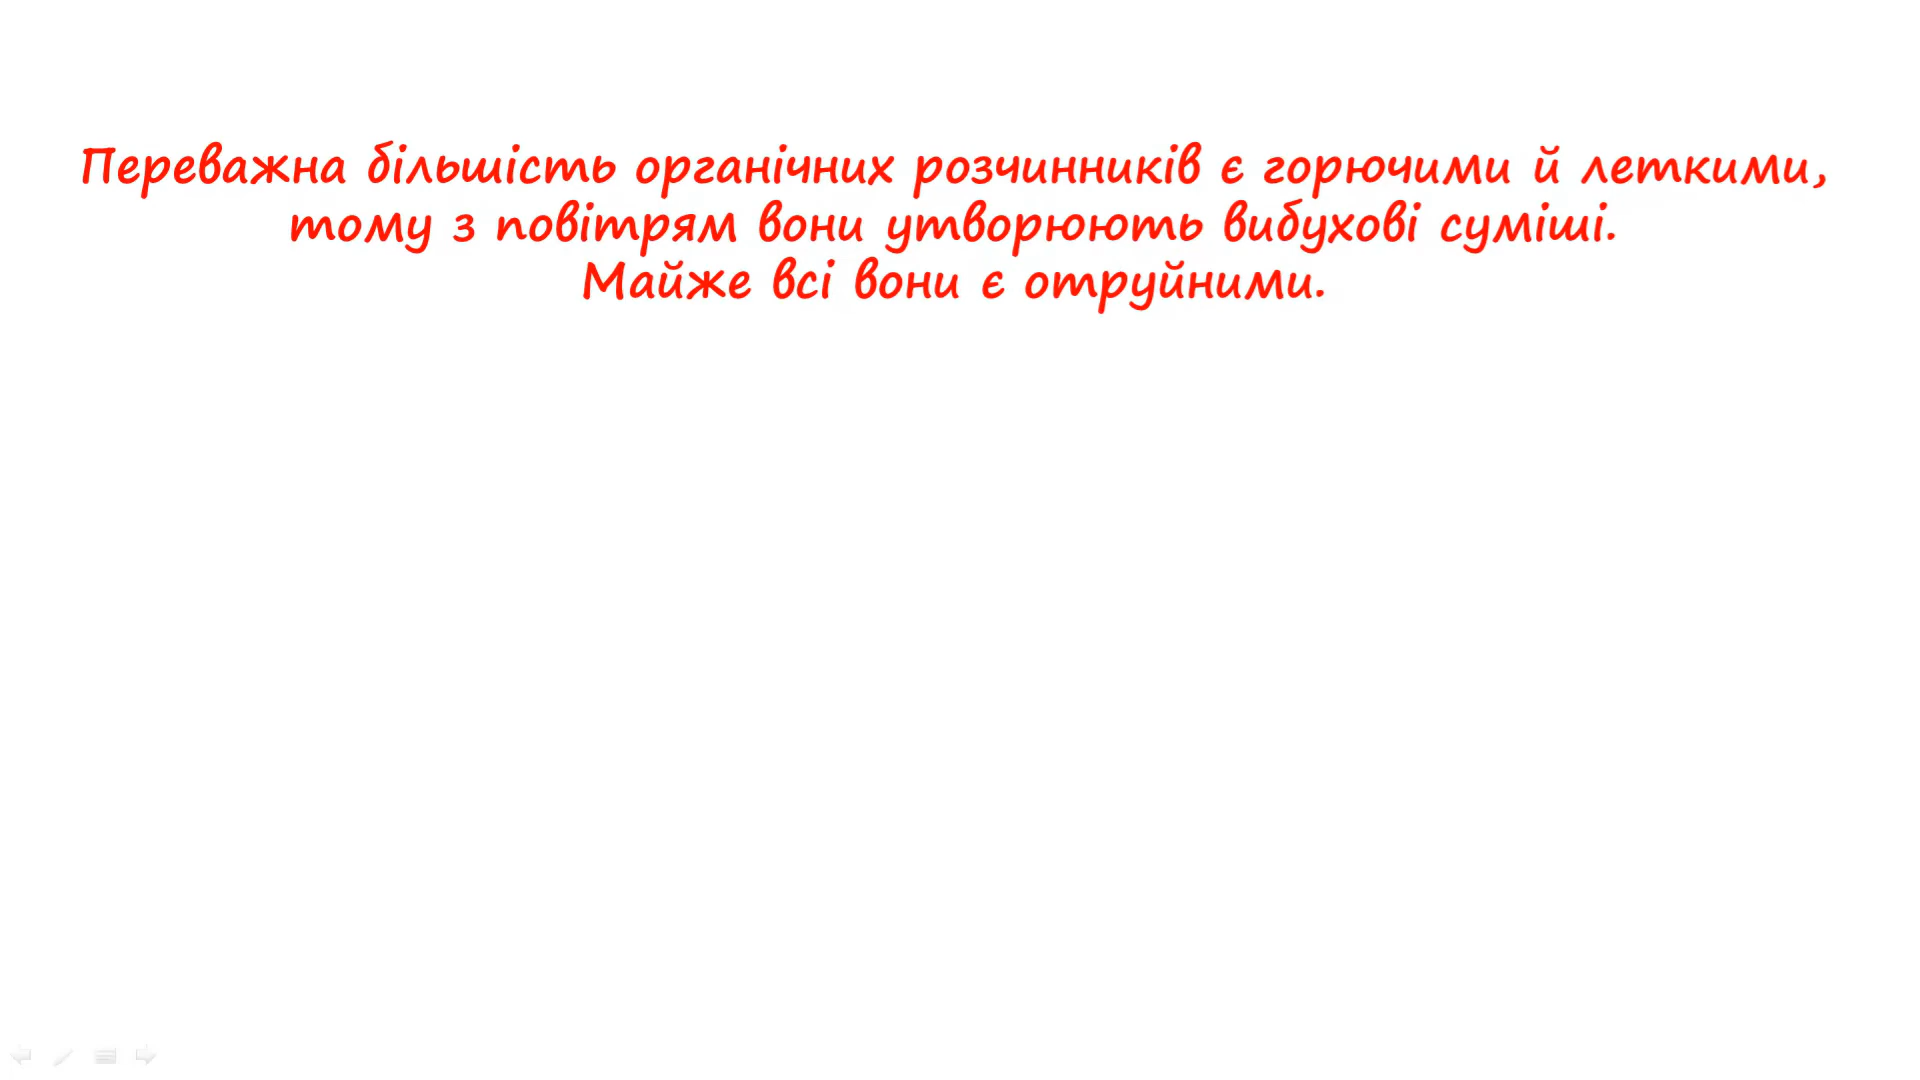 Переважна більшість органічних розчинників є горючими й леткими,
тому з повітрям вони утворюють вибухові суміші.
Майже всі вони є отруйними.